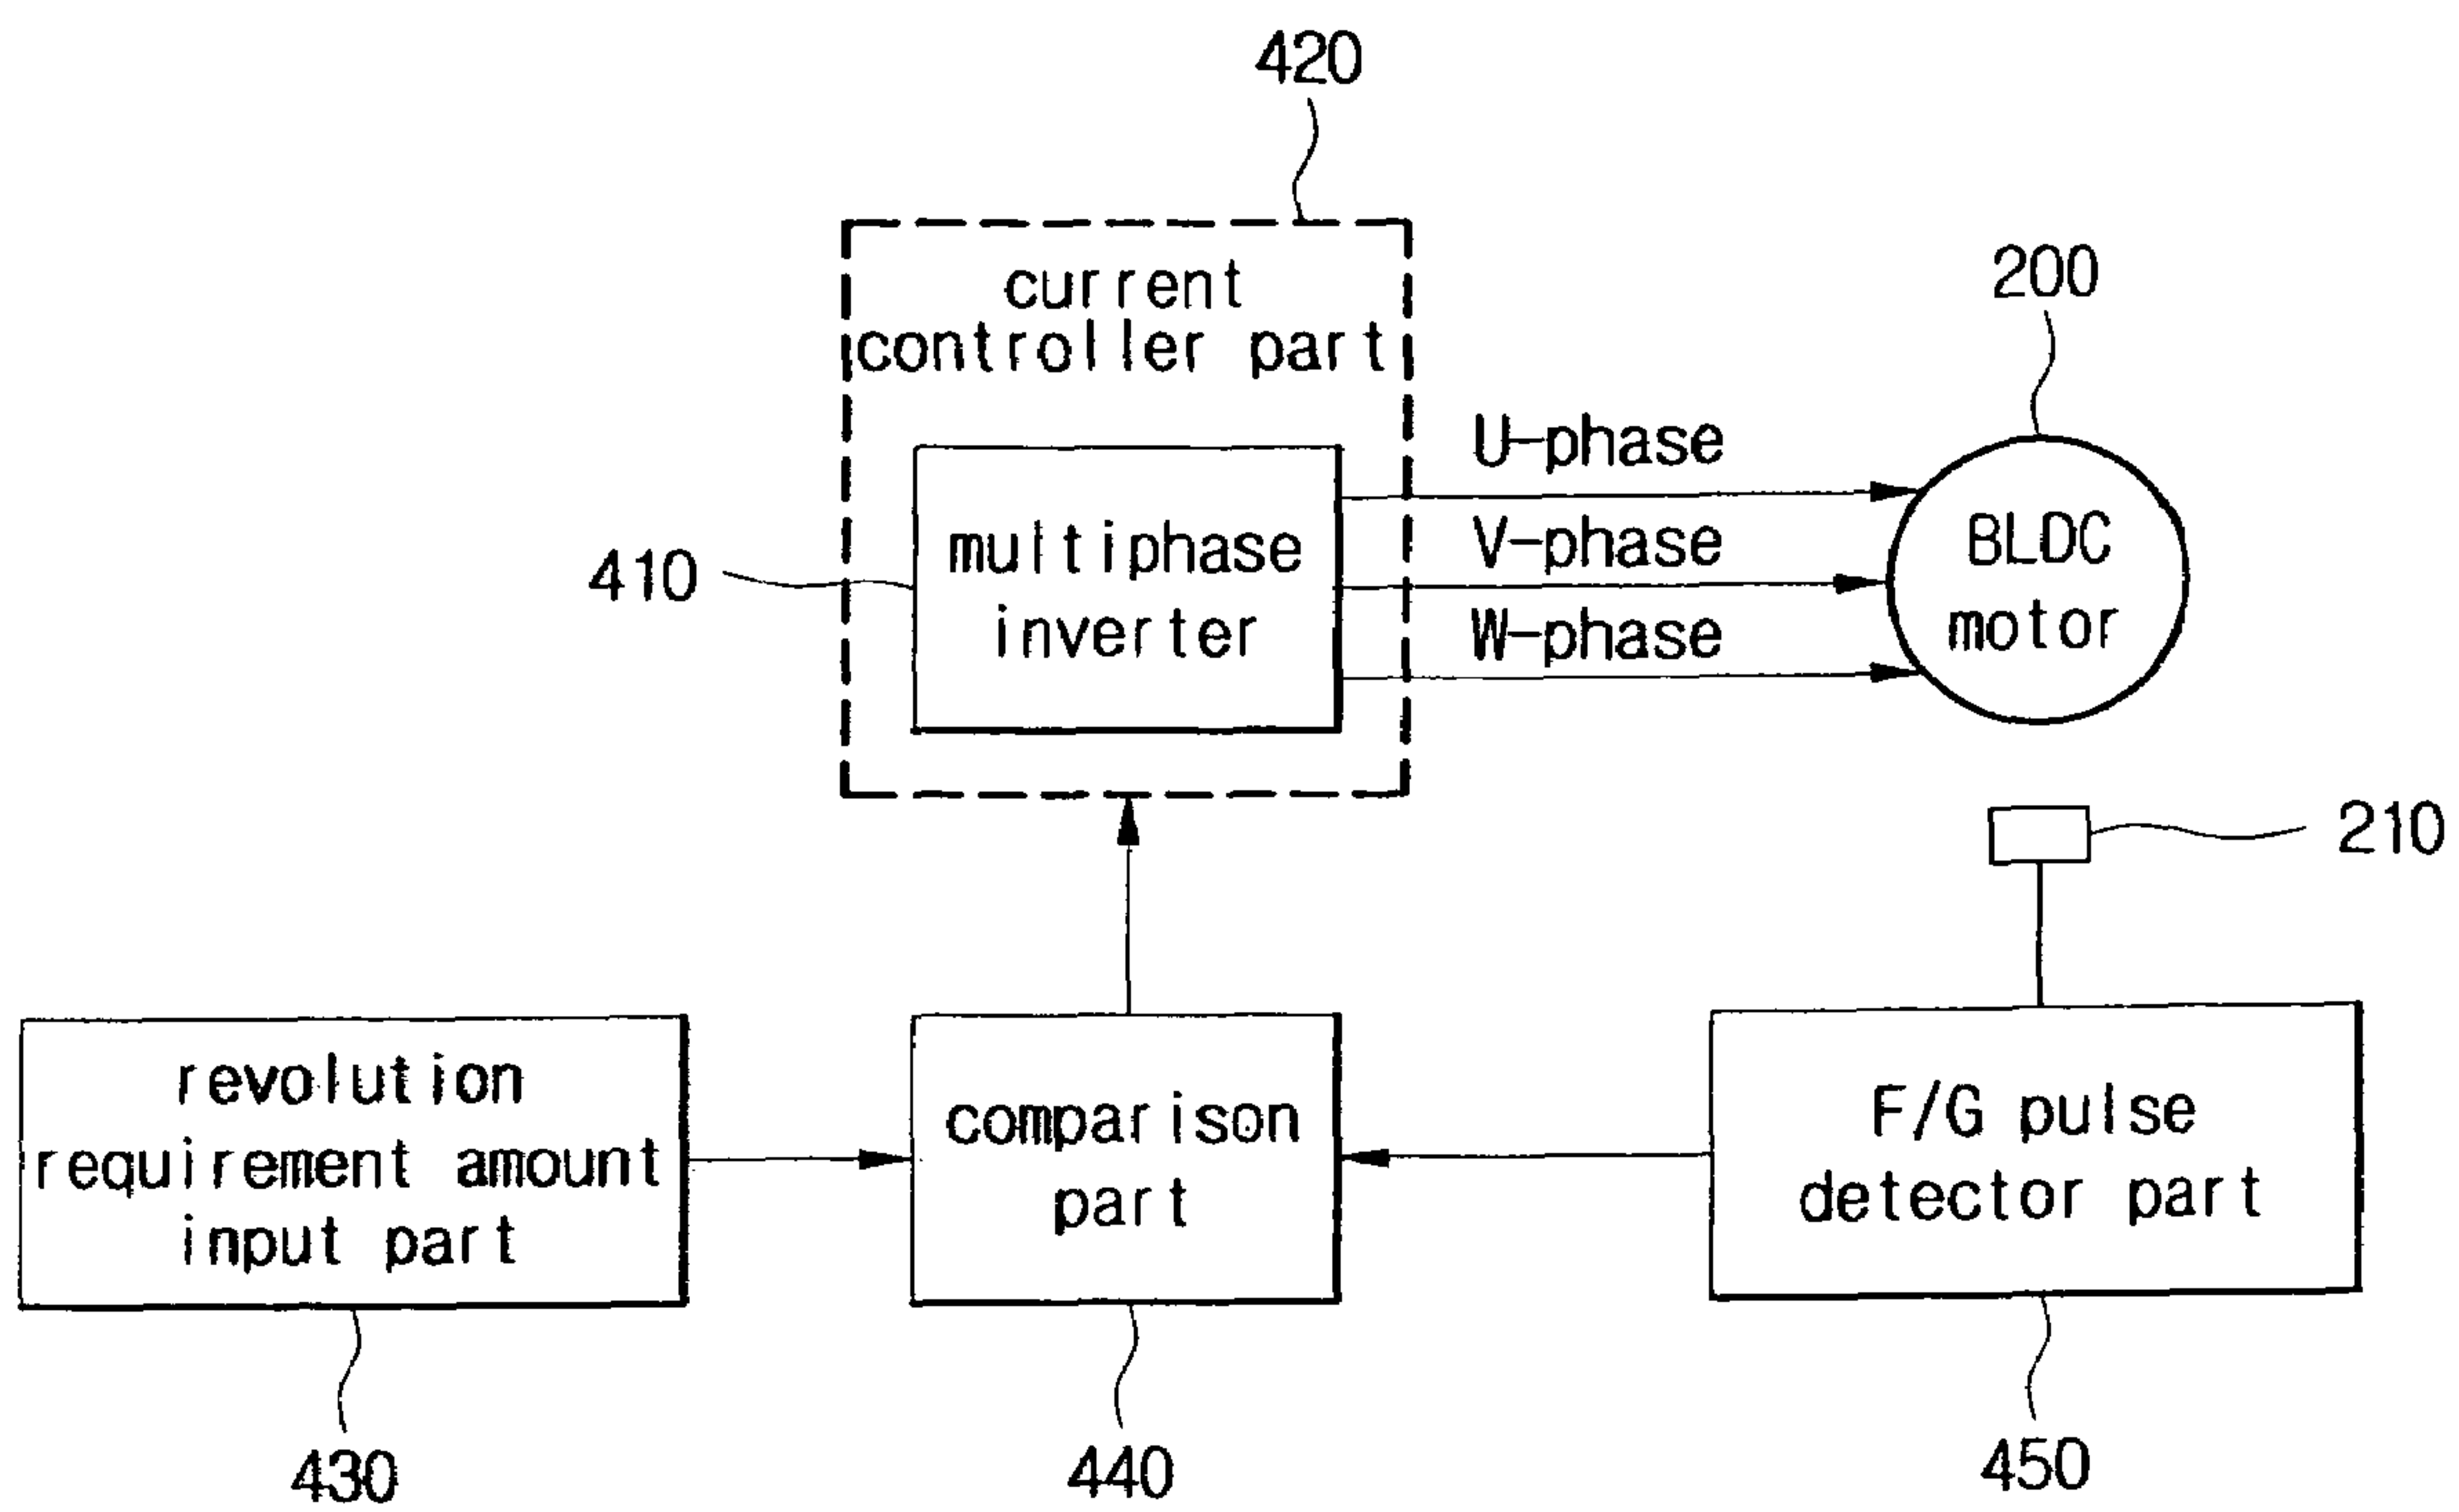 420
current
controller part
200
U-phase
V-phase
W-phase
BLDC
motor
410
multiphase
inverter
210
revolution
requirement amount
input part
comparison
part
F/G pulse
detector part
430
440
450